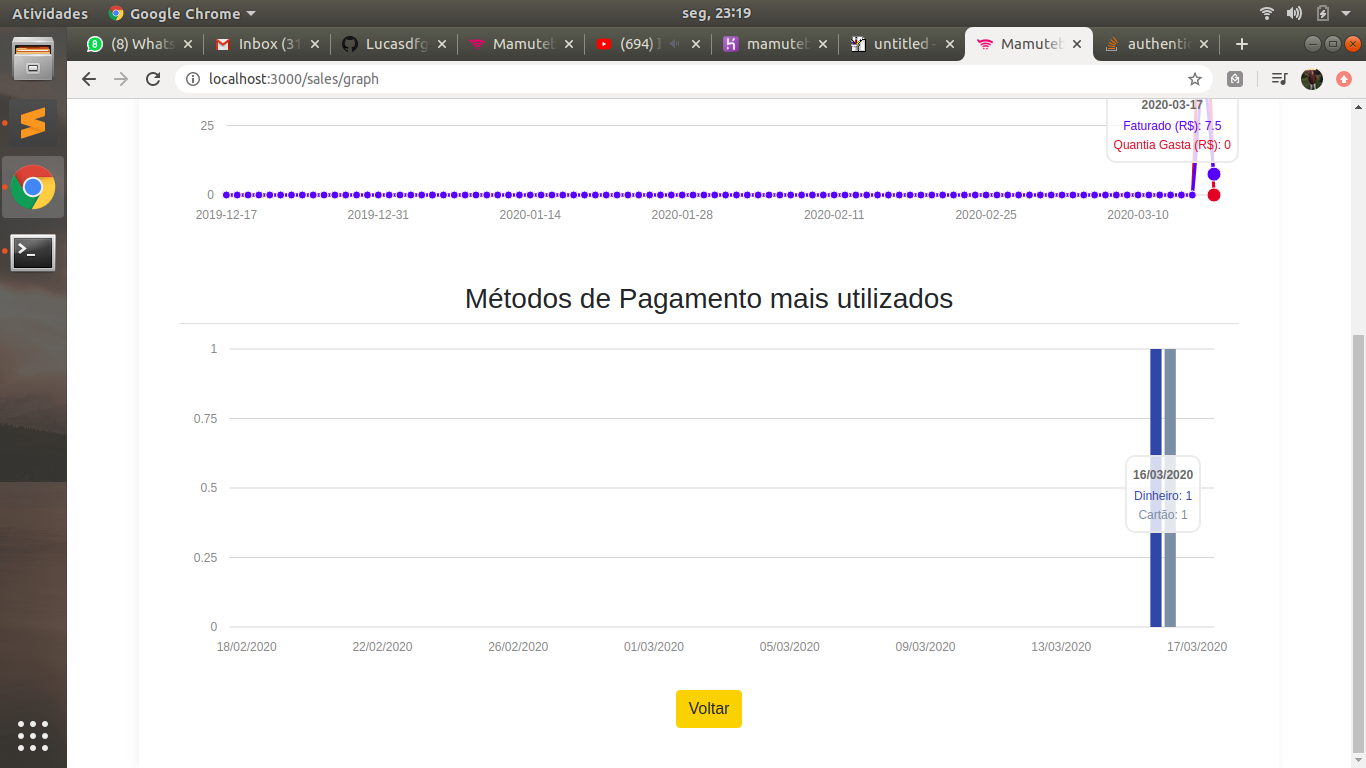 Atividades Google Chrome seg, 23:19
(8) Whats Inbox (31 Lucasdfg Mamuteb (694) mamuteb untitled - Mamuteb authenti
localhost:3000/sales/graph
2020-03-17
Faturado (R$): 7.5
Quantia Gasta (R$): 0
25
0
2019-12-17 2019-12-31 2020-01-14 2020-01-28 2020-02-11 2020-02-25 2020-03-10
Métodos de Pagamento mais utilizados
1
0.75
0.5
0.25
0
16/03/2020
Dinheiro: 1
Cartão: 1
18/02/2020 22/02/2020 26/02/2020 01/03/2020 05/03/2020 09/03/2020 13/03/2020 17/03/2020
Voltar